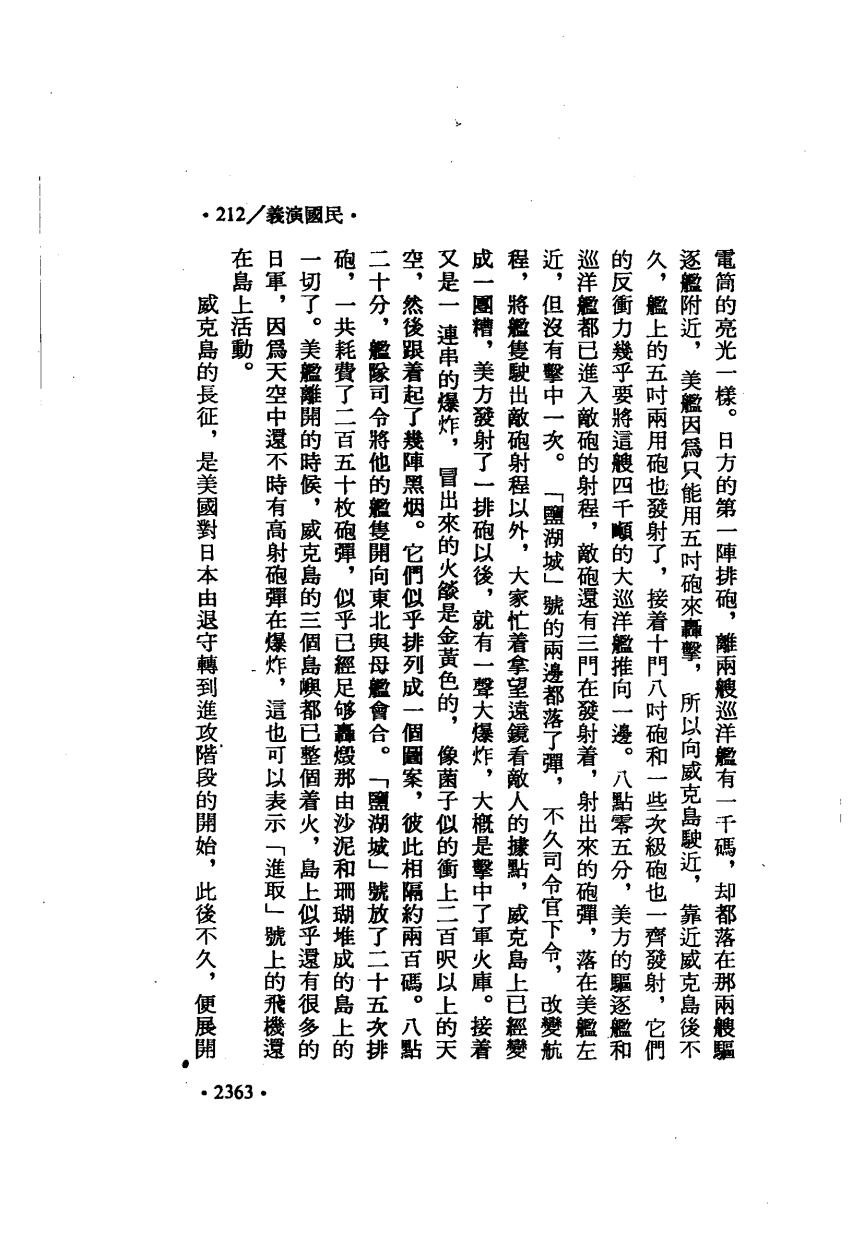 ·212/義演國民·
電筒的亮光一樣。日方的第一陣排砲，離兩艘巡洋艦有一千碼，却都落在那兩艘驅
逐艦附近，美艦因爲只能用五吋砲來轟擊，所以向威克島駛近，靠近威克島後不
久，艦上的五吋兩用砲也發射了，接着十門八吋砲和一些次級砲也一齊發射，它們
的反衝力幾乎要將這艘四千噸的大巡洋艦推向一邊。八點零五分，美方的驅逐艦和
巡洋艦都已進入敵砲的射程，敵砲還有三門在發射着，射出來的砲彈，落在美艦左
近，但沒有擊中一次。「鹽湖城」號的兩邊都落了彈，不久司令官下令，改變航
程，將艦隻駛出敵砲射程以外，大家忙着拿望遠鏡看敵人的據點，威克島上已經變
成一團糟，美方發射了一排砲以後，就有一聲大爆炸，大概是擊中了軍火庫。接着
又是一連串的爆炸，冒出來的火燄是金黃色的，像菌子似的衝上二百呎以上的天
空，然後跟着起了幾陣黑烟。它們似乎排列成一個圖案，彼此相隔約兩百碼。八點
二十分，艦隊司令將他的艦隻開向東北與母艦會合。「鹽湖城」號放了二十五次排
砲，一共耗費了二百五十枚砲彈，似乎已經足够轟燬那由沙泥和珊瑚堆成的島上的
一切了。美艦離開的時候，威克島的三個島嶼都已整個着火，島上似乎還有很多的
日軍，因爲天空中還不時有高射砲彈在爆炸，這也可以表示「進取」號上的飛機還
在島上活動。
威克島的長征，是美國對日本由退守轉到進攻階段的開始，此後不久，便展開
·2363·